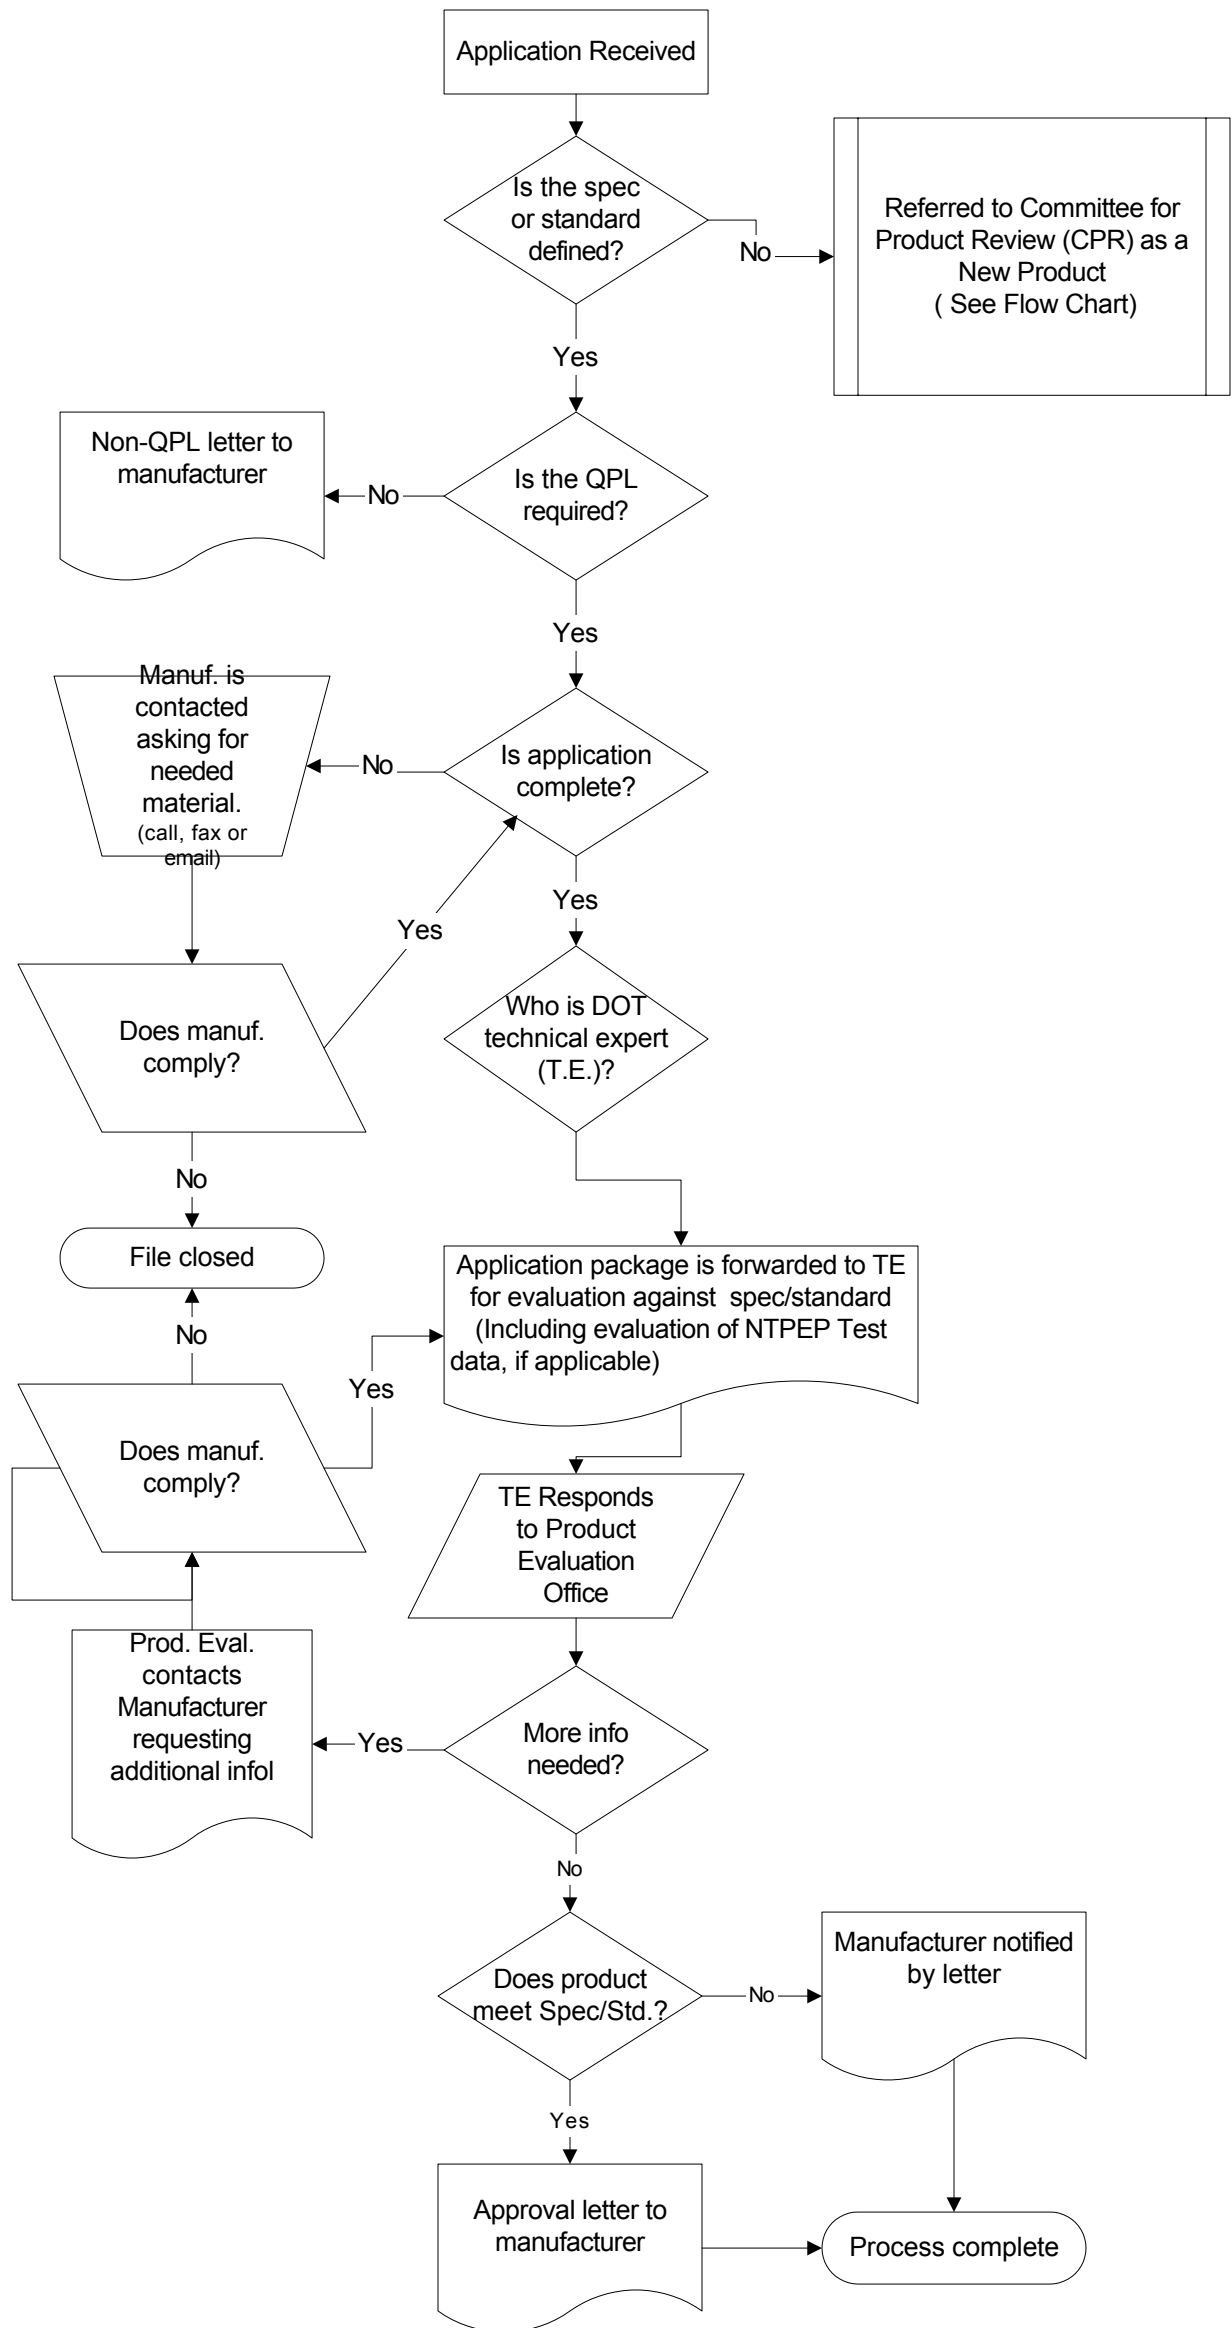 Application Received
Is the spec
or standard
defined?
No
Referred to Committee for
Product Review (CPR) as a
New Product
( See Flow Chart)
Yes
Non-QPL letter to
manufacturer
No
Is the QPL
required?
Yes
Manuf. is
contacted
asking for
needed
material.
(call, fax or
email)
No
Is application
complete?
Yes
Yes
Does manuf.
comply?
Who is DOT
technical expert
(T.E.)?
No
File closed
Application package is forwarded to TE
for evaluation against spec/standard
(Including evaluation of NTPEP Test
data, if applicable)
No
Yes
Does manuf.
comply?
TE Responds
to Product
Evaluation
Office
Prod. Eval.
contacts
Manufacturer
requesting
additional infol
Yes
More info
needed?
No
Does product
meet Spec/Std.?
No
Manufacturer notified
by letter
Yes
Approval letter to
manufacturer
Process complete